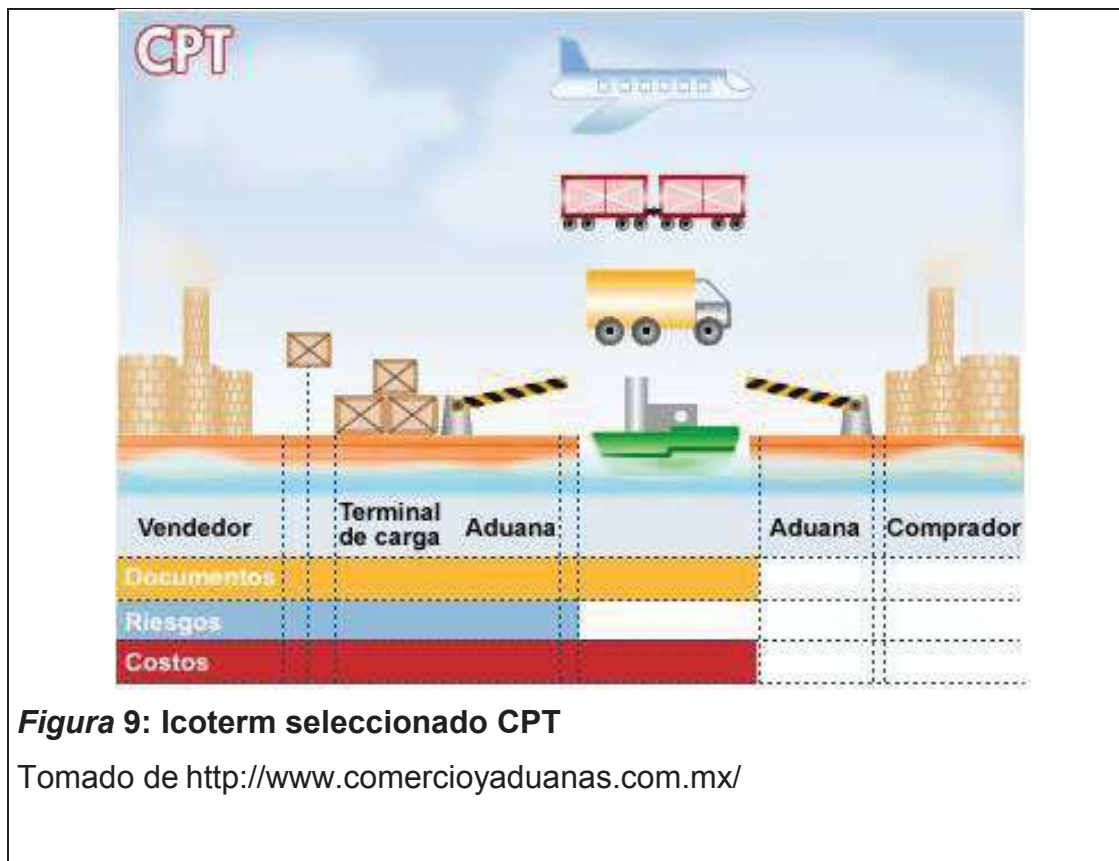 CPT
Vendedor
Terminal
de carga
Aduana
Aduana
Comprador
Documentos
Riesgos
Costos
Figura 9: Icoterm seleccionado CPT
Tomado de http://www.comercioyaduanas.com.mx/